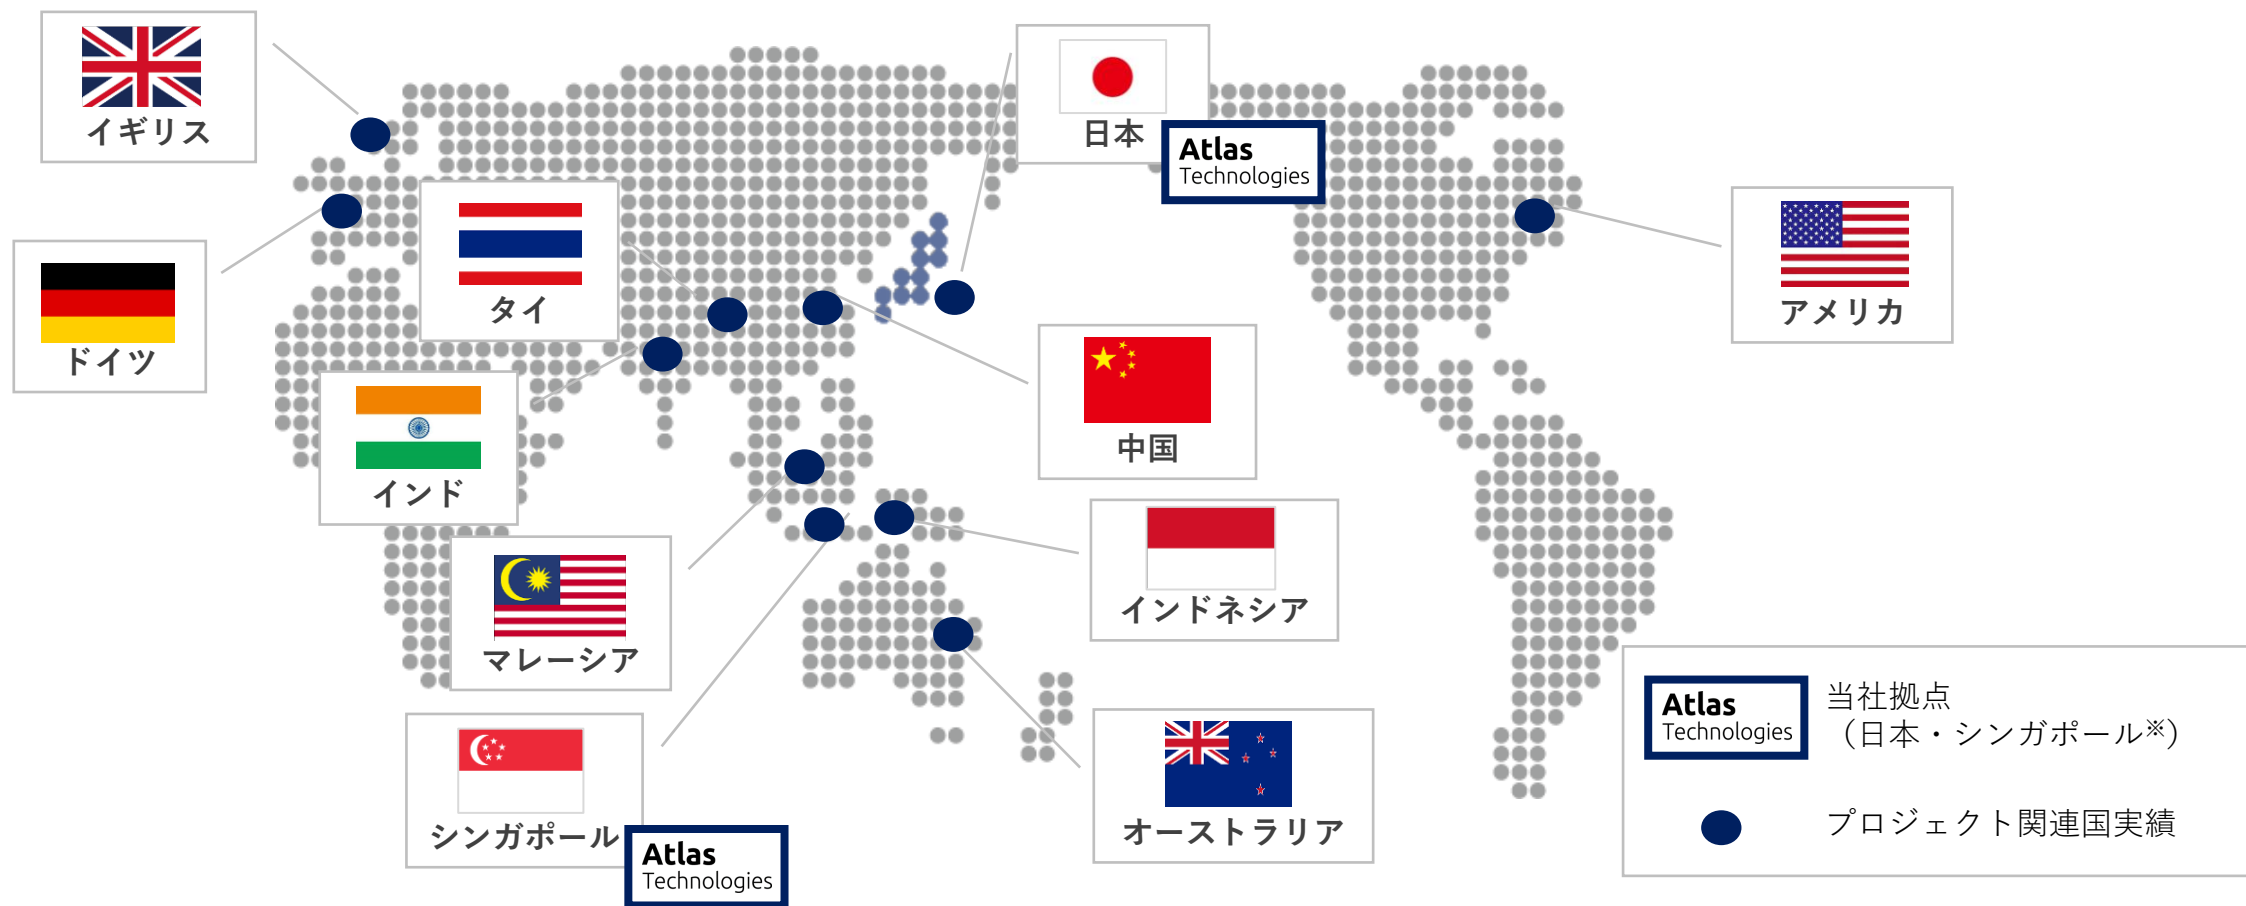 イギリス
日本
Atlas
Technologies
ドイツ
タイ
アメリカ
インド
中国
マレーシア
インドネシア
シンガポール
Atlas
Technologies
オーストラリア
Atlas
Technologies
当社拠点
（日本・シンガポール※）
プロジェクト関連国実績